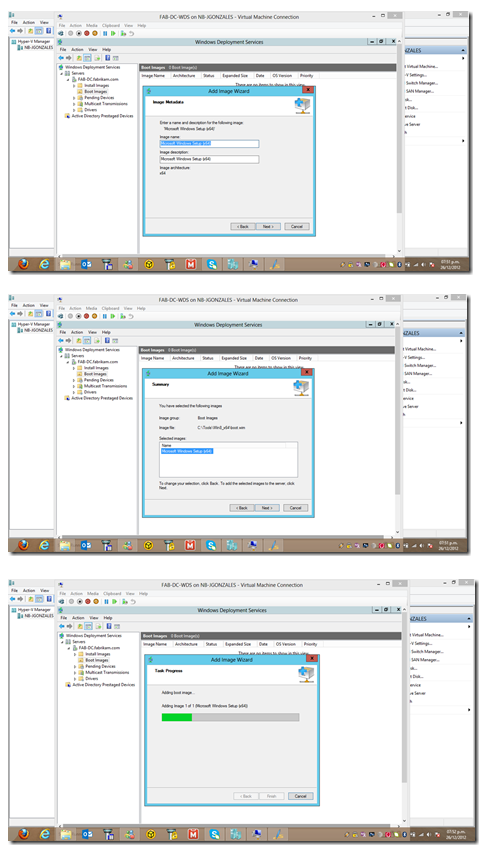 FAB-DC-WDS on NB-JGONZALES - Virtual Machine Connection
File Action View
File Action Media Clipboard View Help
Hyper-V Manager
NB-JGONZALES
Windows Deployment Services
File Action View Help
Windows Deployment Services
Servers
FAB-DC.fabrikam.com
Install Images
Boot Images
Pending Devices
Multicast Transmissions
Drivers
Active Directory Prestaged Devices
Boot Images 0 Boot Image(s)
Image Name Architecture Status Expanded Size Date OS Version Priority
There are no items to show in this view.
Add Image Wizard
Image Metadata
Enter a name and description for the following image:
'Microsoft Windows Setup (x64)'
Image name:
Microsoft Windows Setup (x64)
Image description:
Microsoft Windows Setup (x64)
Image architecture:
x64
< Back Next > Cancel
NZALES
Virtual Machine...
-V Settings...
Switch Manager...
SAN Manager...
Disk...
ervice
ve Server
07:51 p.m.
26/12/2012
FAB-DC-WDS on NB-JGONZALES - Virtual Machine Connection
File Action View
File Action Media Clipboard View Help
Hyper-V Manager
NB-JGONZALES
Windows Deployment Services
File Action View Help
Windows Deployment Services
Servers
FAB-DC.fabrikam.com
Install Images
Boot Images
Pending Devices
Multicast Transmissions
Drivers
Active Directory Prestaged Devices
Boot Images 0 Boot Image(s)
Image Name Architecture Status Expanded Size Date OS Version Priority
There are no items to show in this view.
Add Image Wizard
Summary
You have selected the following images:
Image group: Boot Images
Image file:
Selected images:
Name
Microsoft Windows Setup (x64)
To change your selection, click Back. To add the selected images to the server, click
Next.
< Back Next > Cancel
NZALES
Virtual Machine...
-V Settings...
Switch Manager...
SAN Manager...
ervice
ve Server
07:51 p.m.
26/12/2012
FAB-DC-WDS on NB-JGONZALES - Virtual Machine Connection
File Action View
File Action Media Clipboard View Help
Hyper-V Manager
NB-JGONZALES
Windows Deployment Services
File Action View Help
Windows Deployment Services
Servers
FAB-DC.fabrikam.com
Install Images
Boot Images
Pending Devices
Multicast Transmissions
Drivers
Active Directory Prestaged Devices
Boot Images 0 Boot Image(s)
Image Name Architecture Status Expanded Size Date OS Version Priority
There are no items to show in this view.
Add Image Wizard
Task Progress
Adding boot image...
Adding image 1 of 1 (Microsoft Windows Setup (x64))
< Back Finish Cancel
NZALES
Virtual Machine...
-V Settings...
Switch Manager...
SAN Manager...
t Disk...
ervice
ve Server
07:52 p.m.
26/12/2012